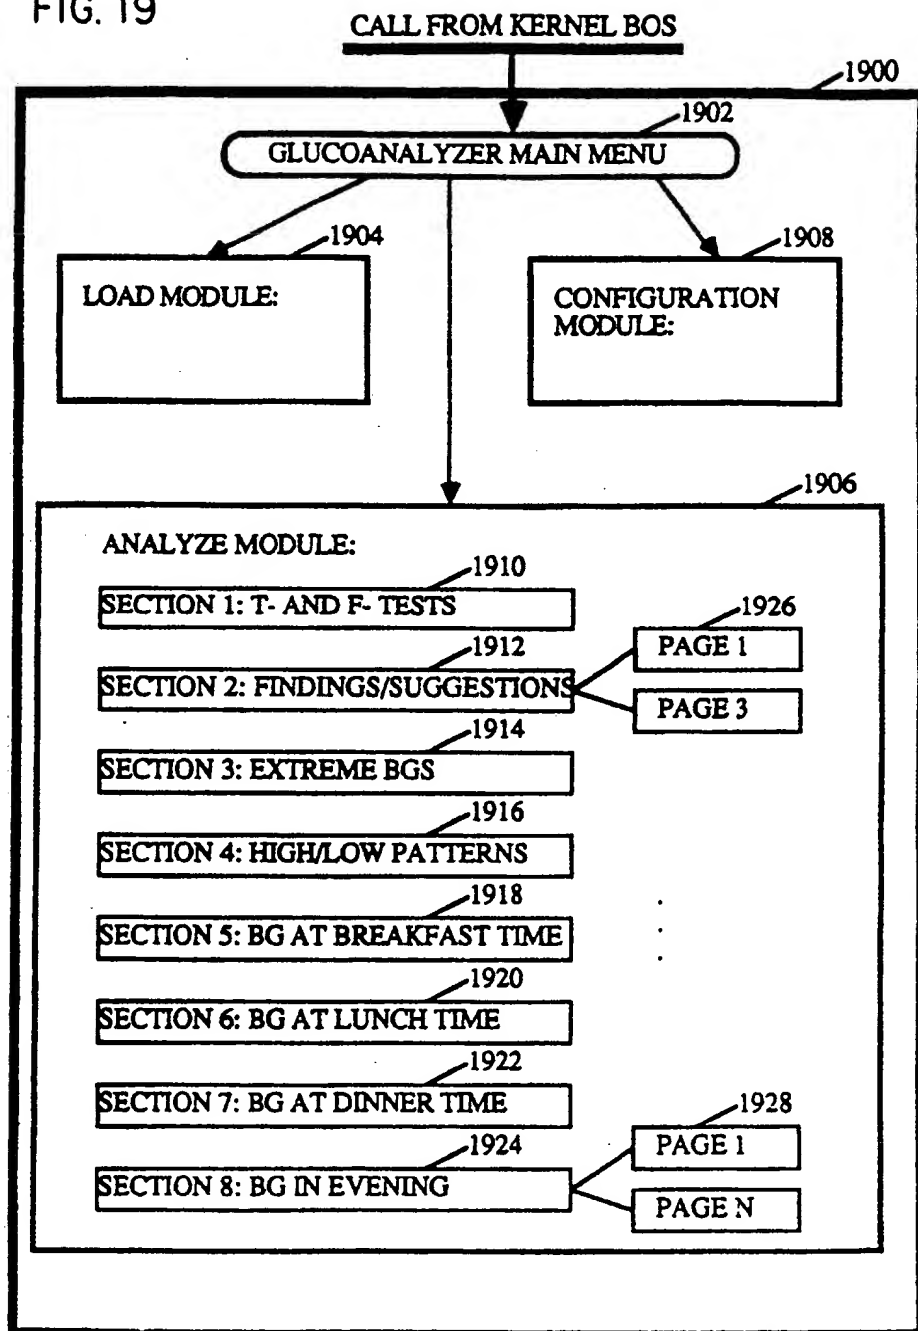 FIG. 19
CALL FROM KERNEL BOS
1900
1902
GLUCOANALYZER MAIN MENU
1904
LOAD MODULE:
1908
CONFIGURATION
MODULE:
1906
ANALYZE MODULE:
1910
SECTION 1: T- AND F- TESTS
1912
SECTION 2: FINDINGS/SUGGESTIONS
1926
PAGE 1
PAGE 3
1914
SECTION 3: EXTREME BGS
1916
SECTION 4: HIGH/LOW PATTERNS
1918
SECTION 5: BG AT BREAKFAST TIME
1920
SECTION 6: BG AT LUNCH TIME
1922
SECTION 7: BG AT DINNER TIME
1924
SECTION 8: BG IN EVENING
1928
PAGE 1
PAGE N